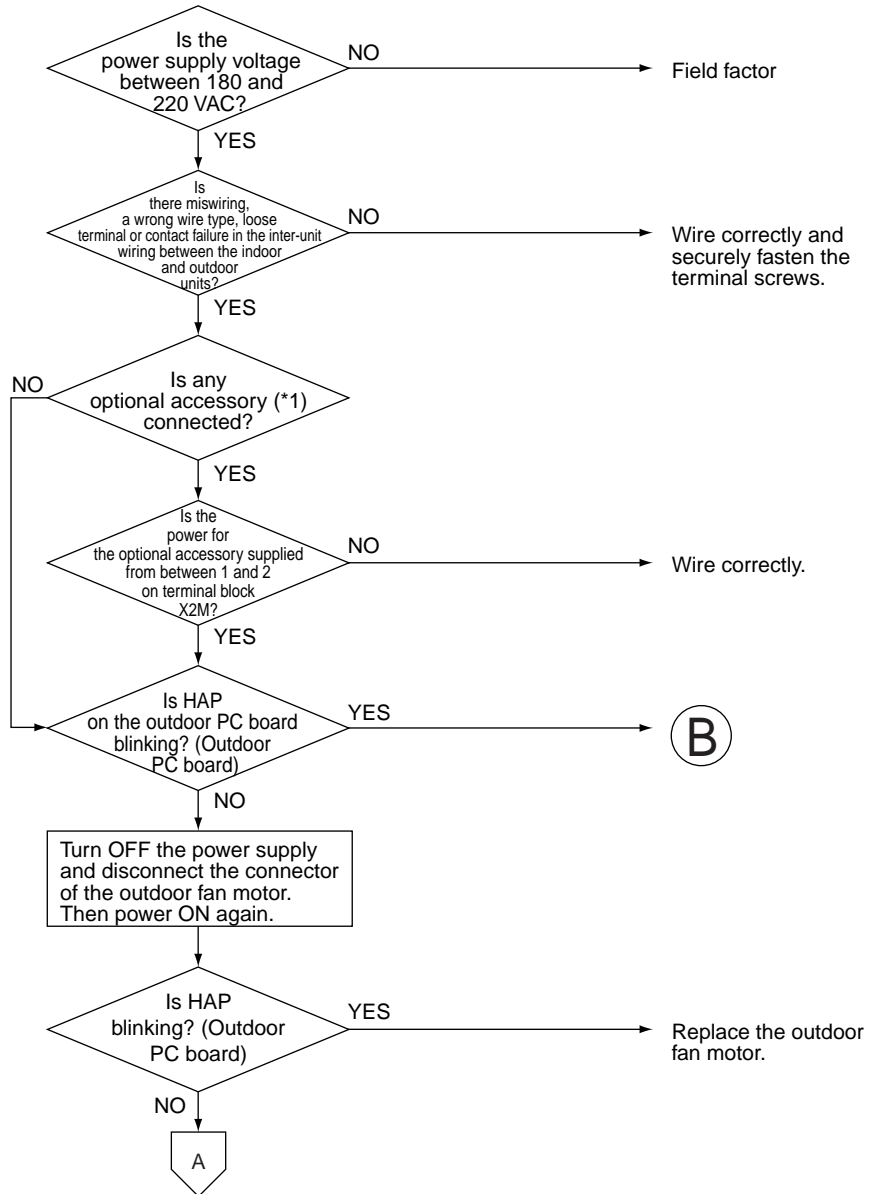 Is the
power supply voltage
between 180 and
220 VAC?
NO
Field factor
YES
Is
there miswiring,
a wrong wire type, loose
terminal or contact failure in the inter-unit
wiring between the indoor
and outdoor
units?
NO
Wire correctly and
securely fasten the
terminal screws.
YES
NO
Is any
optional accessory (*1)
connected?
YES
Is the
power for
the optional accessory supplied
from between 1 and 2
on terminal block
X2M?
NO
Wire correctly.
YES
Is HAP
on the outdoor PC board
blinking? (Outdoor
PC board)
YES
B
NO
Turn OFF the power supply
and disconnect the connector
of the outdoor fan motor.
Then power ON again.
Is HAP
blinking? (Outdoor
PC board)
YES
Replace the outdoor
fan motor.
NO
A